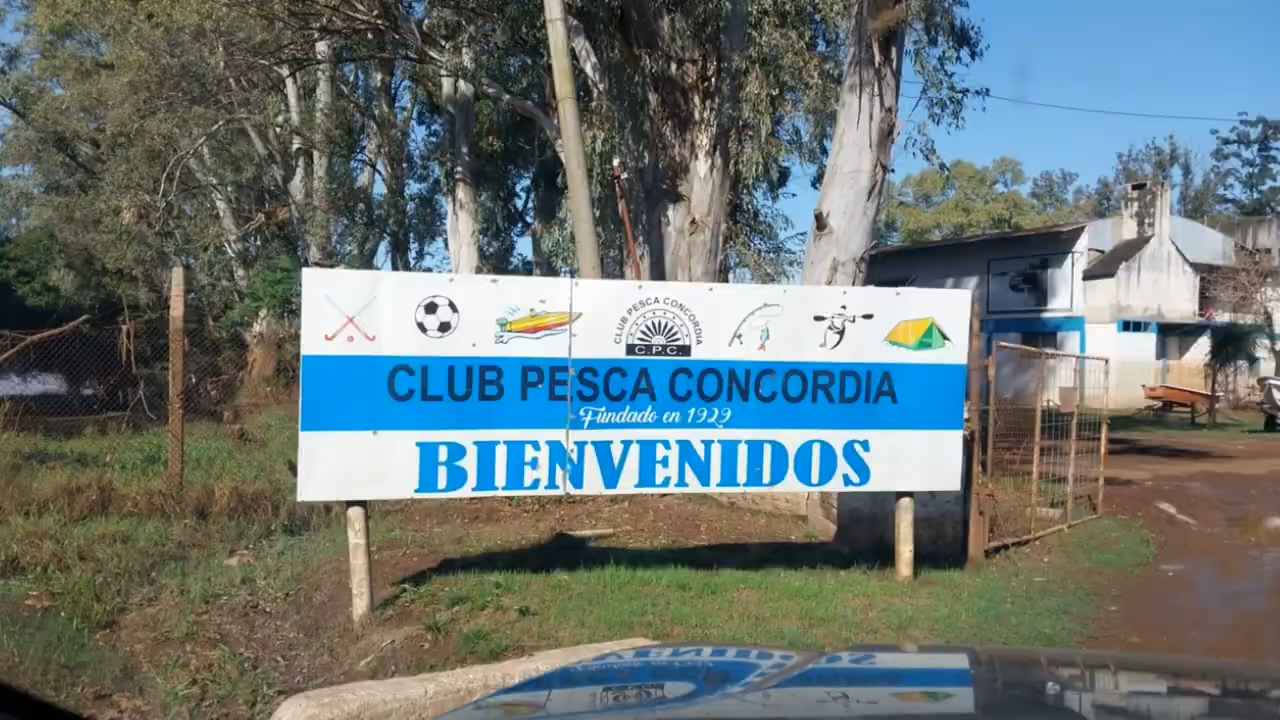 CLUB PESCA CONCORDIA
C.P.C.
CLUB PESCA CONCORDIA
Fundado en 1929
BIENVENIDOS